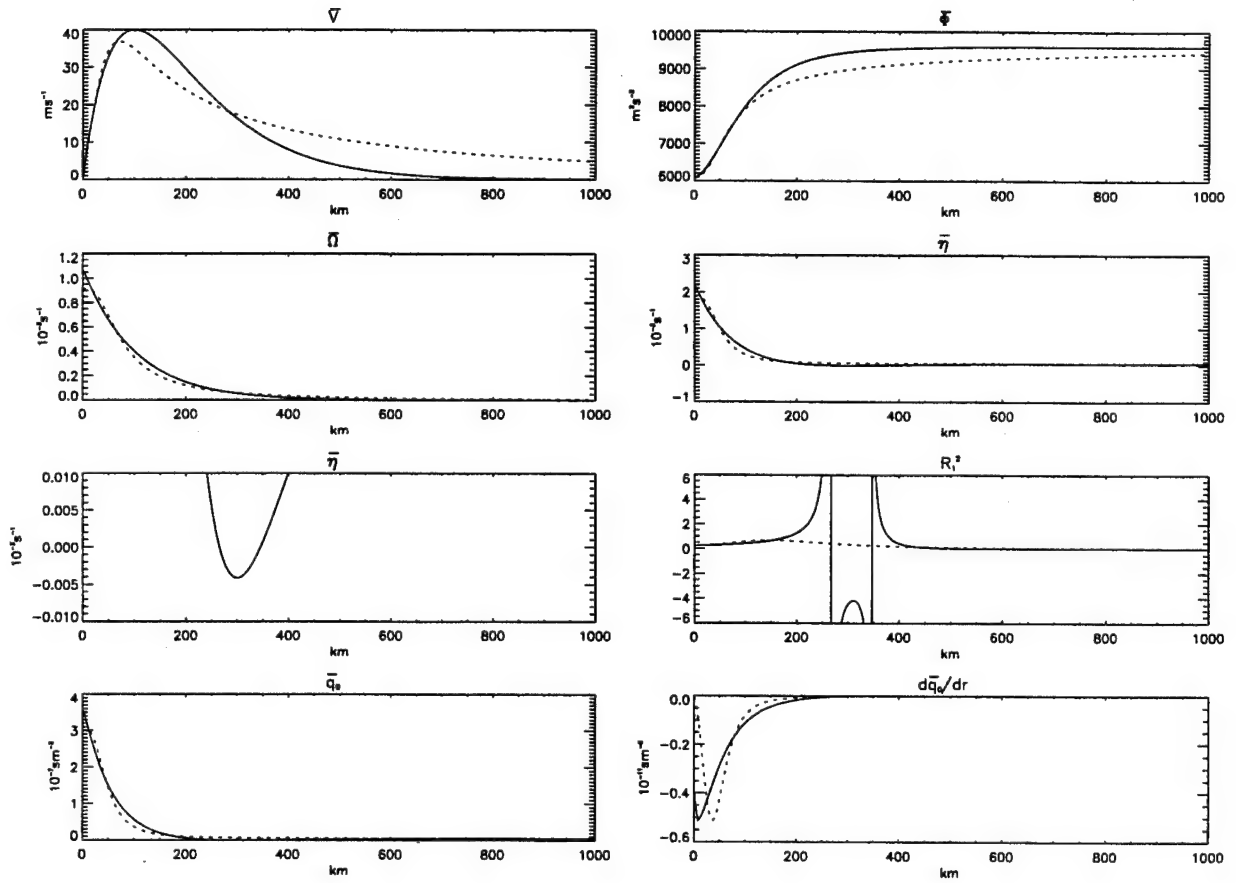 V̄
40
30
20
10
0
ms⁻¹
0 200 400 600 800 1000
km
Φ̄
10000
9000
8000
7000
6000
m²s⁻²
0 200 400 600 800 1000
km
Ω̄
1.2
1.0
0.8
0.6
0.4
0.2
0.0
10⁻³s⁻¹
0 200 400 600 800 1000
km
η̄
3
2
1
0
−1
10⁻³s⁻¹
0 200 400 600 800 1000
km
η̄
0.010
0.005
0.000
−0.005
−0.010
10⁻³s⁻¹
0 200 400 600 800 1000
km
R₁²
6
4
2
0
−2
−4
−6
0 200 400 600 800 1000
km
q̄₀
4
3
2
1
0
0 200 400 600 800 1000
km
dq̄₀/dr
0.0
−0.2
−0.4
−0.6
0 200 400 600 800 1000
km